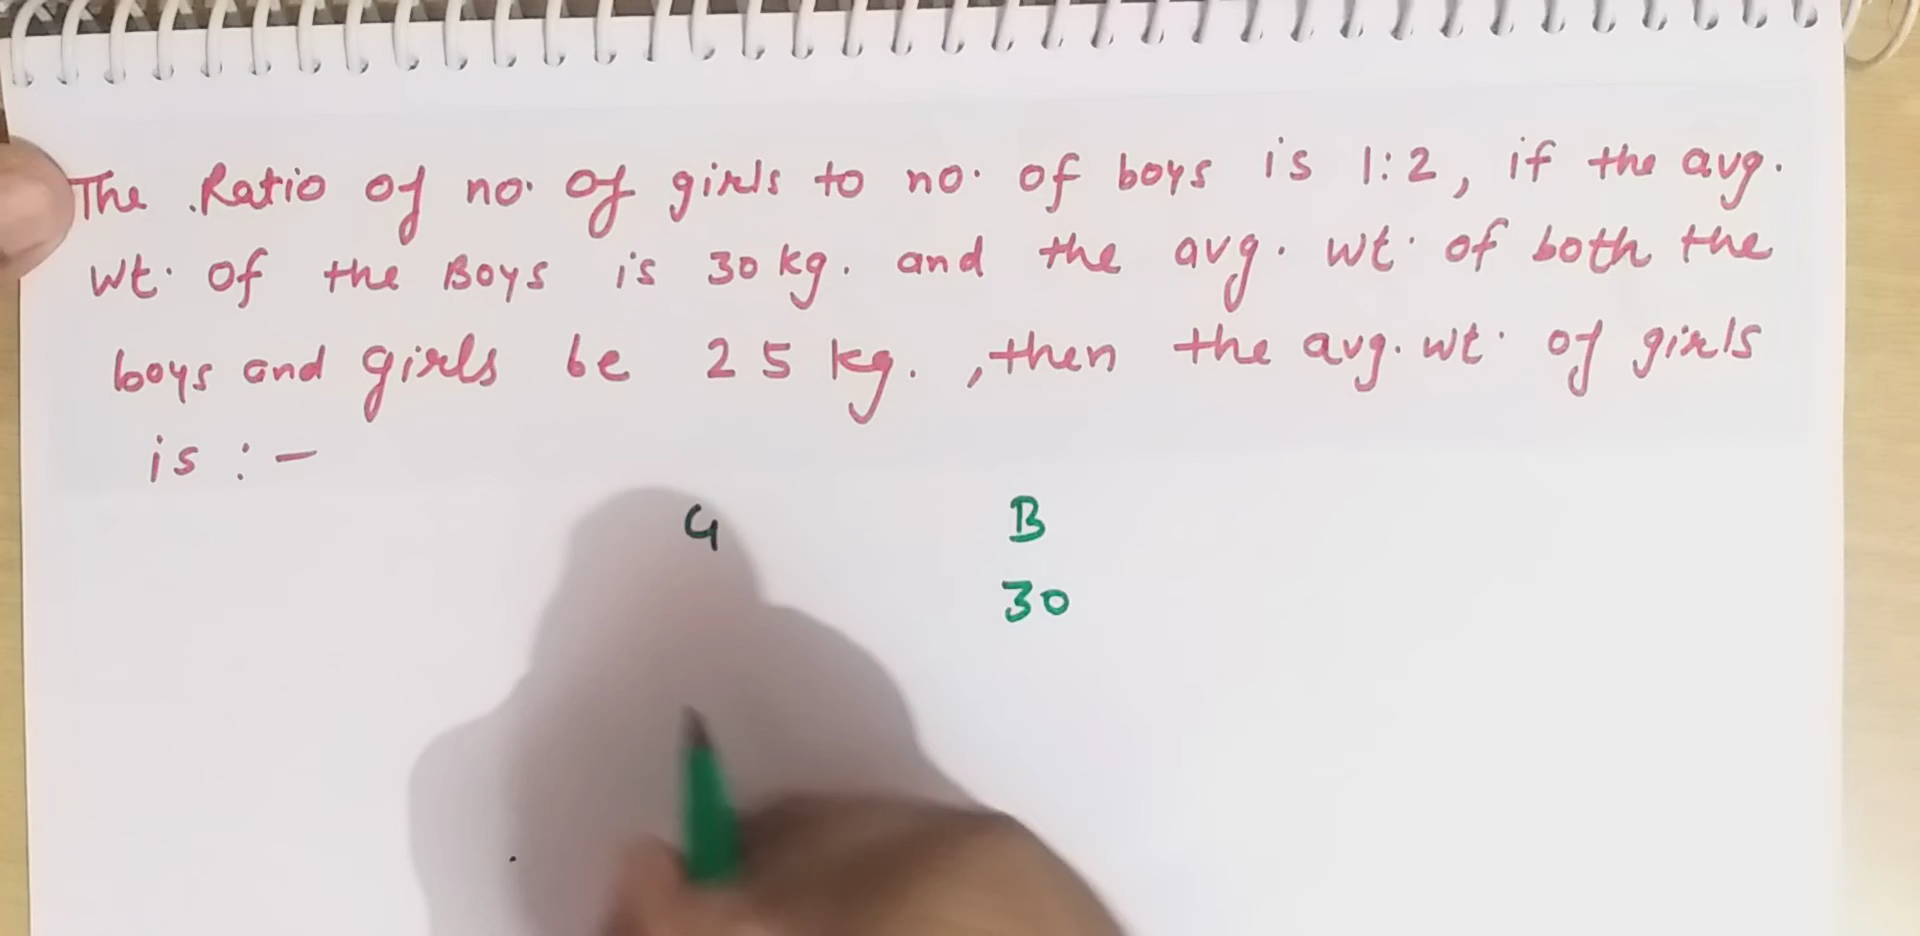 The Ratio of no. of girls to no. of boys is 1:2, if the avg.
wt. of the Boys is 30 kg. and the avg. wt. of both the
boys and girls be 25 kg. , then the avg. wt. of girls
is : -
G B
30